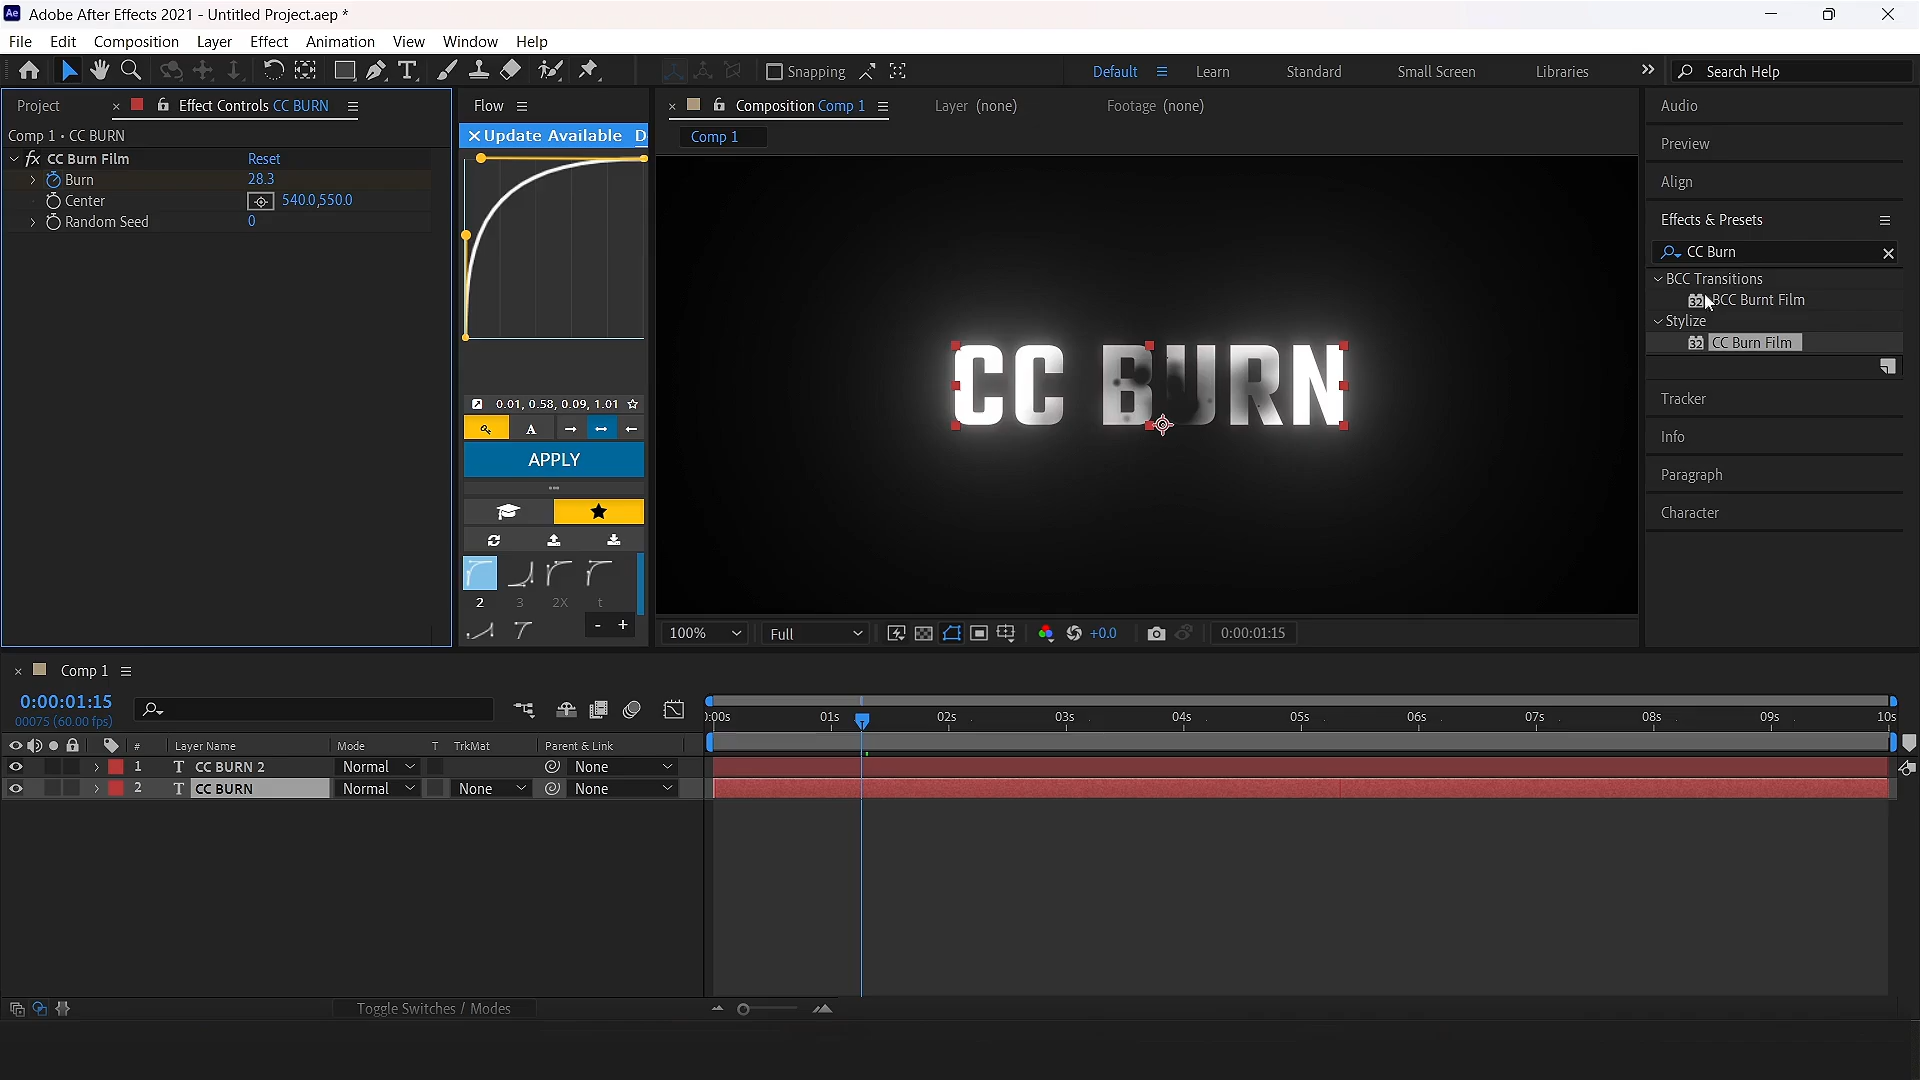 Ae Adobe After Effects 2021 - Untitled Project.aep *
File Edit Composition Layer Effect Animation View Window Help
Snapping Default Learn Standard Small Screen Libraries Search Help
Project × Effect Controls CC BURN
Comp 1 • CC BURN
fx CC Burn Film Reset
Burn 28.3
Center 540.0,550.0
Random Seed 0
Flow
×Update Available D
0.01, 0.58, 0.09, 1.01
A
APPLY
2 3 2X t
- +
× Composition Comp 1 Layer (none) Footage (none)
Comp 1
CC BURN
100% Full +0.0 0:00:01:15
Audio
Preview
Align
Effects & Presets
CC Burn ×
BCC Transitions
32 BCC Burnt Film
Stylize
32 CC Burn Film
Tracker
Info
Paragraph
Character
× Comp 1
0:00:01:15
00075 (60.00 fps)
):00s 01s 02s 03s 04s 05s 06s 07s 08s 09s 10s
# Layer Name Mode T TrkMat Parent & Link
1 T CC BURN 2 Normal None
2 T CC BURN Normal None None
Toggle Switches / Modes